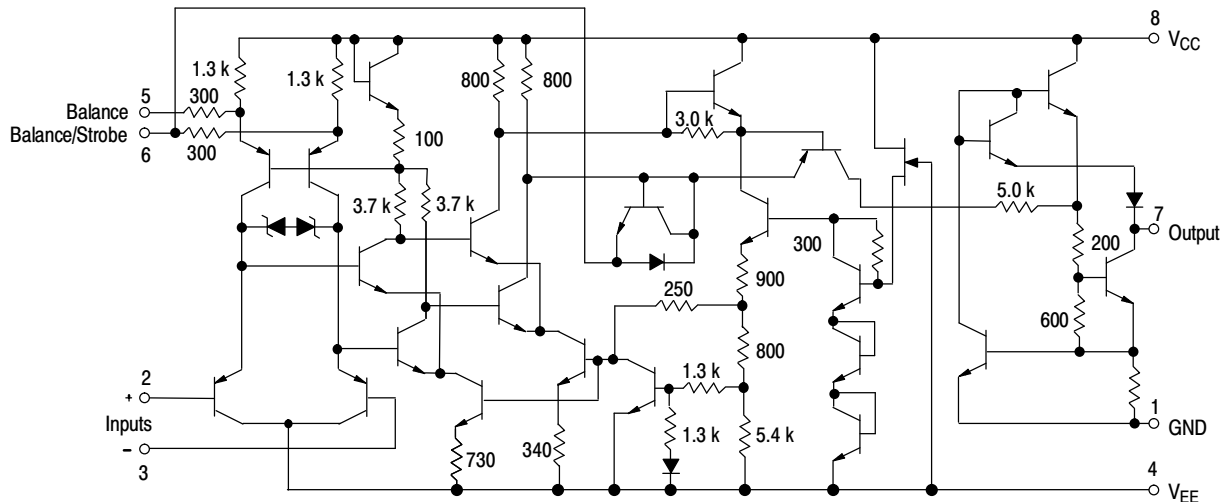 8
V_CC
1.3 k
1.3 k
800
800
Balance
5
300
3.0 k
Balance/Strobe
6
300
100
3.7 k
3.7 k
5.0 k
7
Output
300
200
900
250
600
800
2
+
1.3 k
Inputs
1
GND
–
3
730
340
1.3 k
5.4 k
4
V_EE